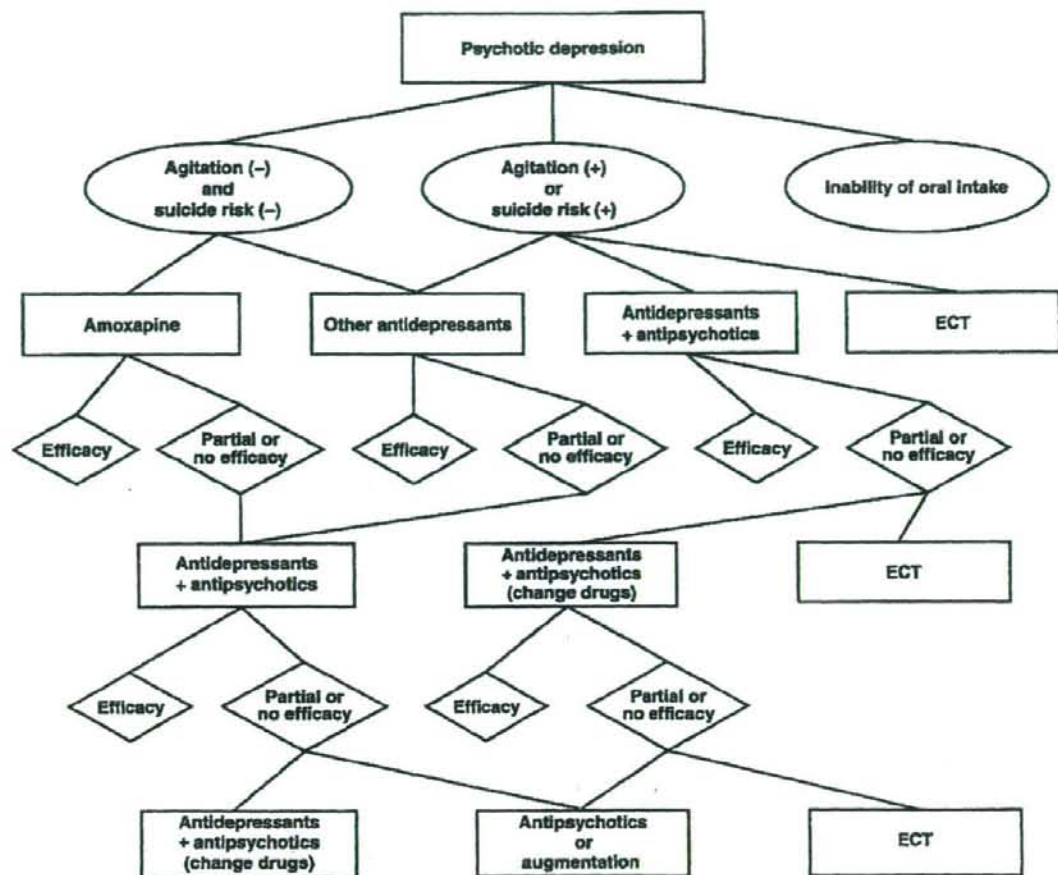 Psychotic depression
Agitation (–)
and
suicide risk (–)
Agitation (+)
or
suicide risk (+)
Inability of oral intake
Amoxapine
Other antidepressants
Antidepressants
+ antipsychotics
ECT
Efficacy
Partial or
no efficacy
Efficacy
Partial or
no efficacy
Efficacy
Partial or
no efficacy
Antidepressants
+ antipsychotics
Antidepressants
+ antipsychotics
(change drugs)
ECT
Efficacy
Partial or
no efficacy
Efficacy
Partial or
no efficacy
Antidepressants
+ antipsychotics
(change drugs)
Antipsychotics
or
augmentation
ECT